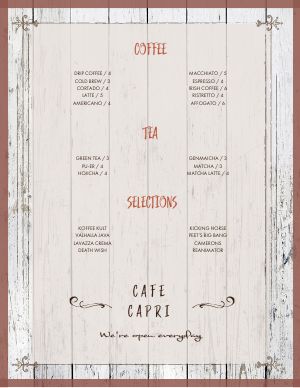 COFFEE
DRIP COFFEE / 4
COLD BREW / 3
CORTADO / 4
LATTE / 5
AMERICANO / 4
MACCHIATO / 5
ESPRESSO / 4
IRISH COFFEE / 6
RISTRETTO / 4
AFFOGATO / 6
TEA
GREEN TEA / 3
PU-ER / 4
HOJICHA / 4
GENMAICHA / 3
MATCHA / 3
MATCHA LATTE / 4
SELECTIONS
KOFFEE KULT
VALHALLA JAVA
LAVAZZA CREMA
DEATH WISH
KICKING HORSE
PEET'S BIG BANG
CAMERONS
REANIMATOR
CAFE
CAPRI
We're open everyday